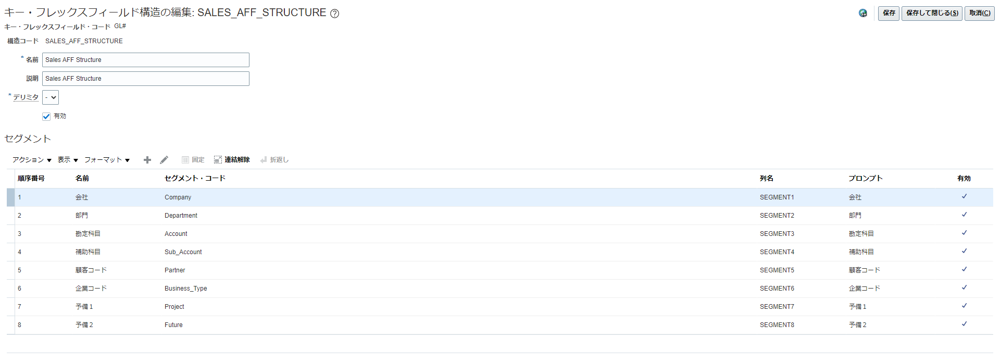 キー・フレックスフィールド構造の編集: SALES_AFF_STRUCTURE ?
保存 保存して閉じる(S) 取消(C)
キー・フレックスフィールド・コード GL#
構造コード SALES_AFF_STRUCTURE
* 名前 Sales AFF Structure
説明 Sales AFF Structure
* デリミタ -
有効
セグメント
アクション ▼ 表示 ▼ フォーマット ▼ 固定 連結解除 折返し
順序番号 名前 セグメント・コード 列名 プロンプト 有効
1 会社 Company SEGMENT1 会社 ✓
2 部門 Department SEGMENT2 部門 ✓
3 勘定科目 Account SEGMENT3 勘定科目 ✓
4 補助科目 Sub_Account SEGMENT4 補助科目 ✓
5 顧客コード Partner SEGMENT5 顧客コード ✓
6 企業コード Business_Type SEGMENT6 企業コード ✓
7 予備１ Project SEGMENT7 予備１ ✓
8 予備２ Future SEGMENT8 予備２ ✓